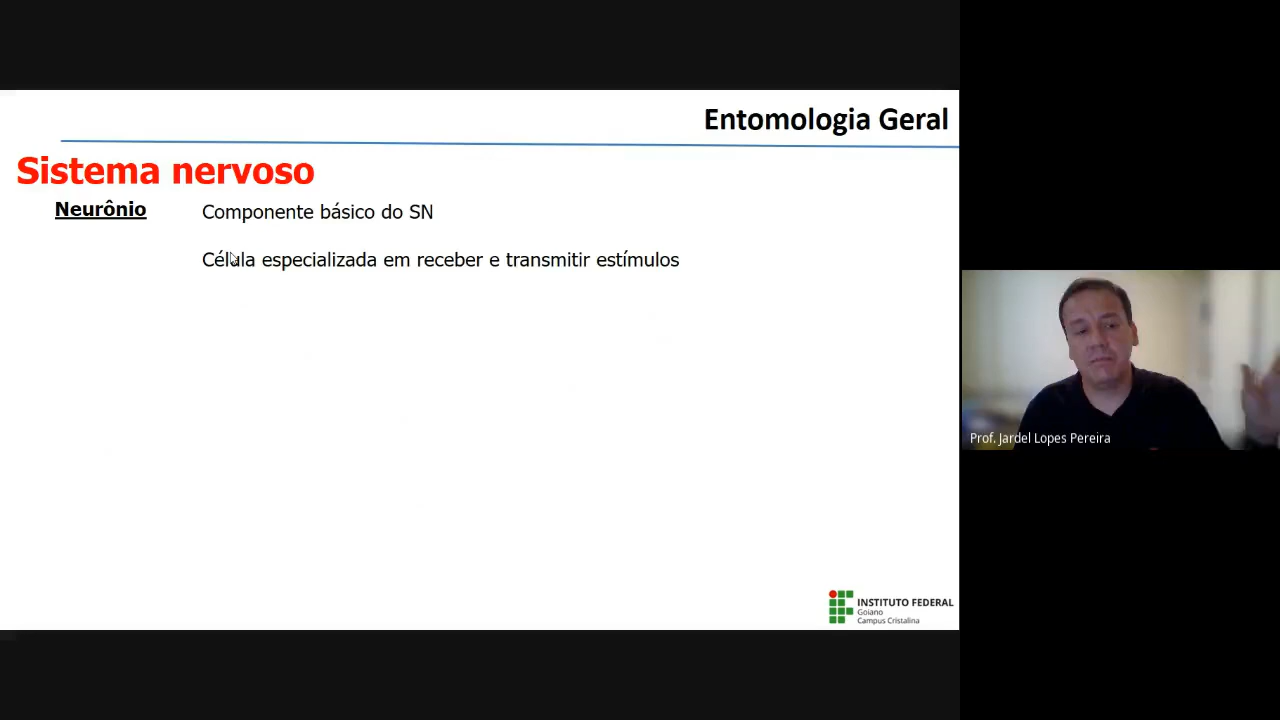 Entomologia Geral
Sistema nervoso
Neurônio
Componente básico do SN
Célula especializada em receber e transmitir estímulos
Prof. Jardel Lopes Pereira
INSTITUTO FEDERAL
Goiano
Campus Cristalina